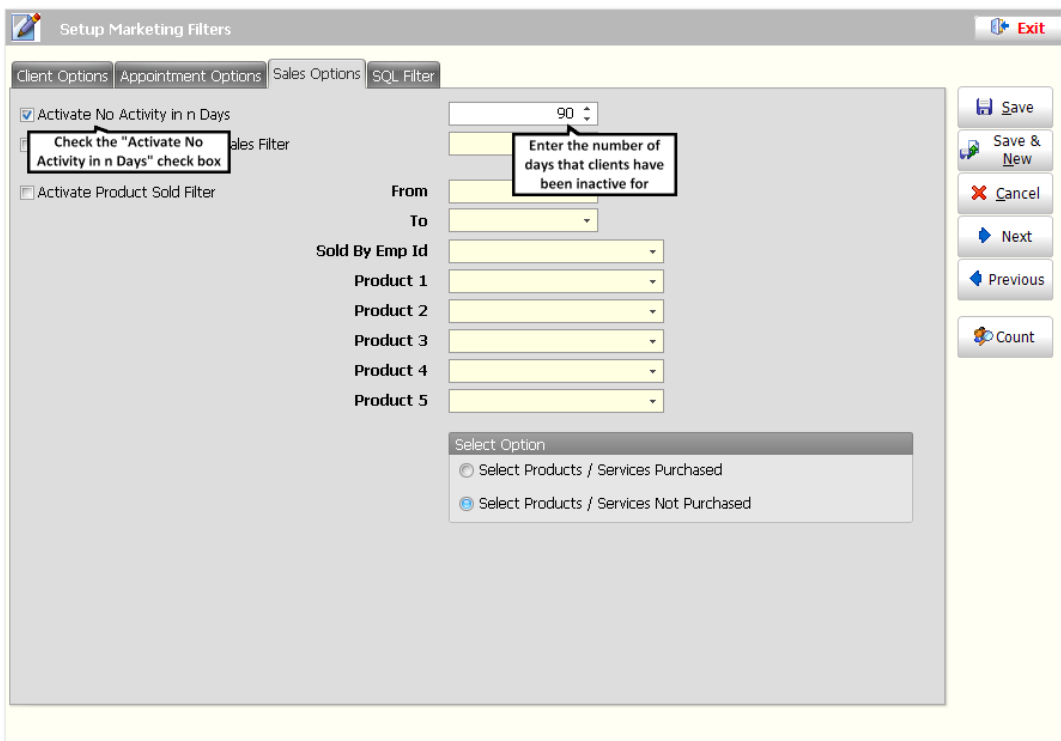 Setup Marketing Filters
Exit
Client Options
Appointment Options
Sales Options
SQL Filter
Activate No Activity in n Days
90
Check the "Activate No
Activity in n Days" check box
ales Filter
Enter the number of
days that clients have
been inactive for
Activate Product Sold Filter
From
To
Sold By Emp Id
Product 1
Product 2
Product 3
Product 4
Product 5
Select Option
Select Products / Services Purchased
Select Products / Services Not Purchased
Save
Save &
New
Cancel
Next
Previous
Count